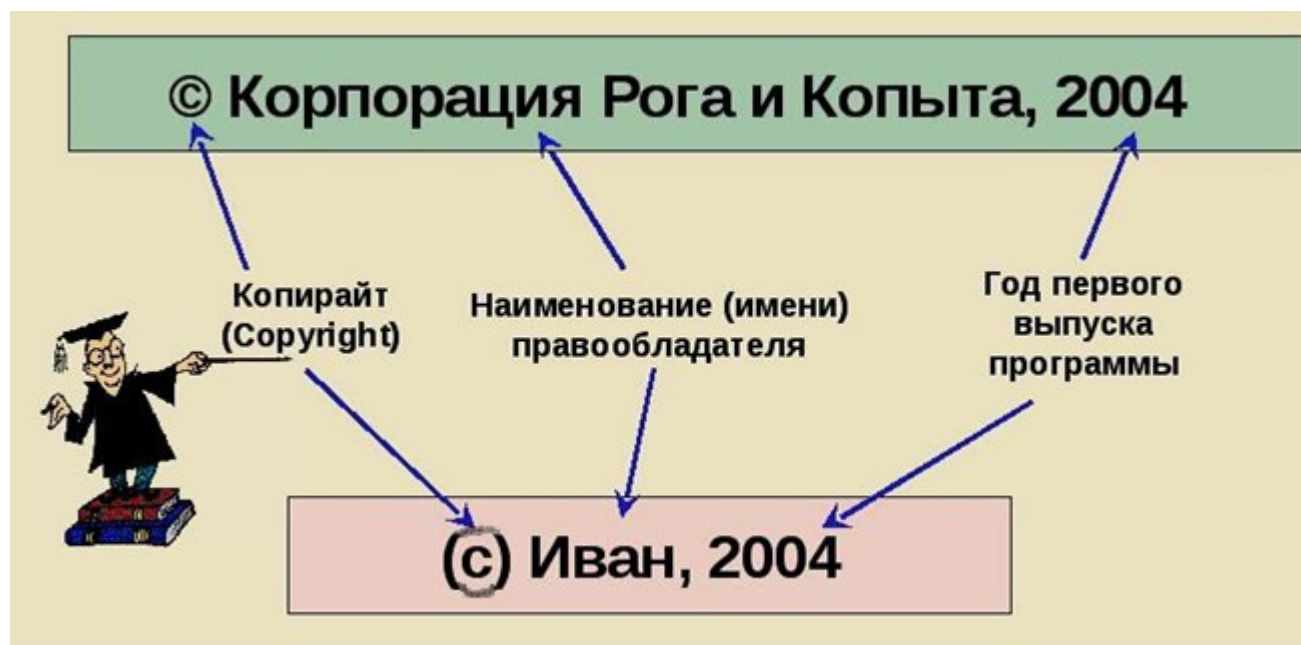 © Корпорация Рога и Копыта, 2004
Копирайт
(Copyright)
Наименование (имени)
правообладателя
Год первого
выпуска
программы
(c) Иван, 2004